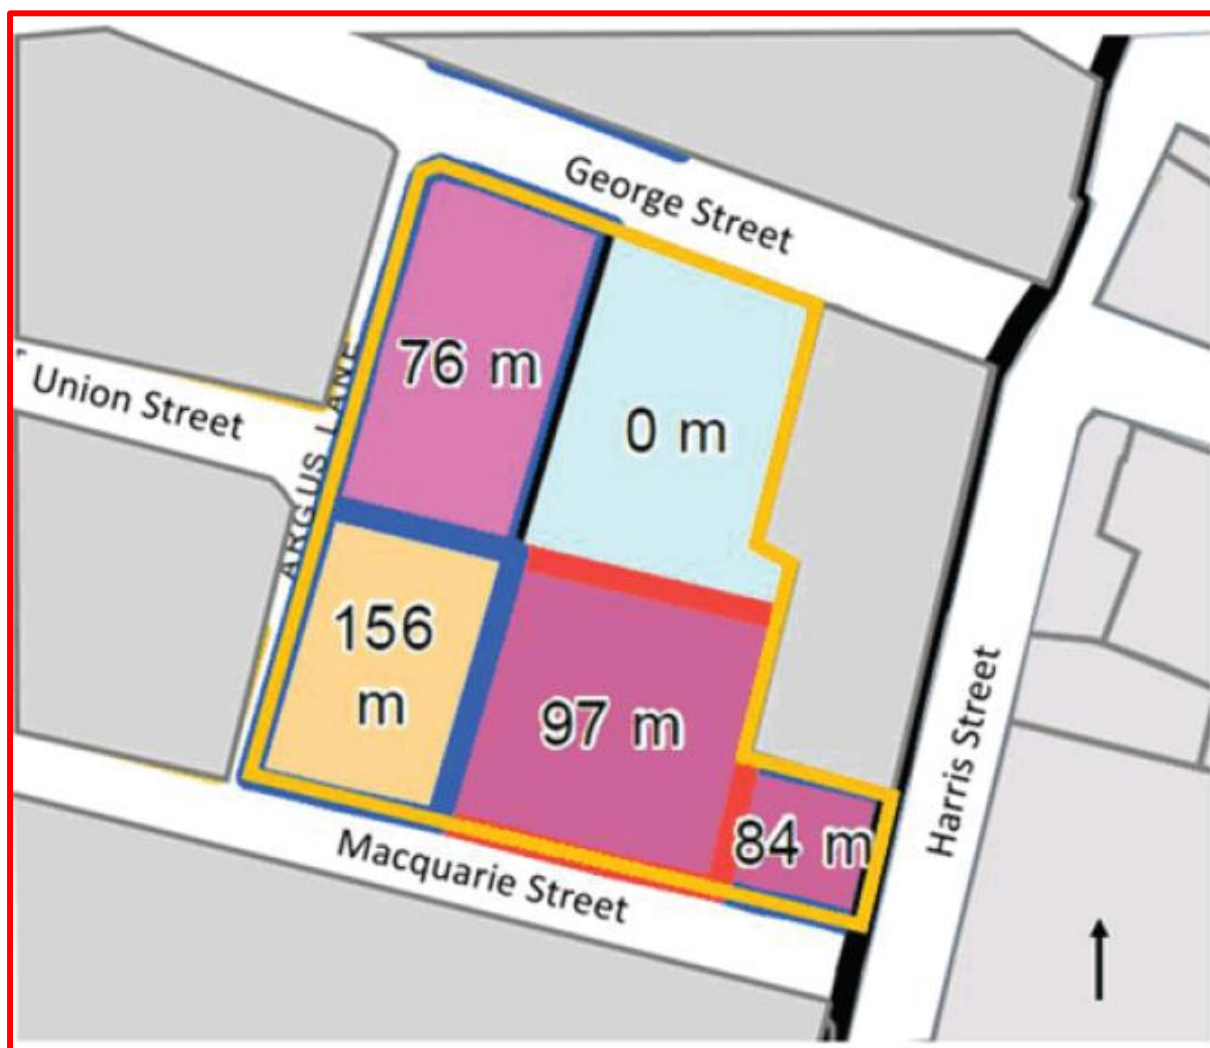 George Street
76 m
0 m
Union Street
ARGUS LANE
156
m
97 m
Harris Street
84 m
Macquarie Street